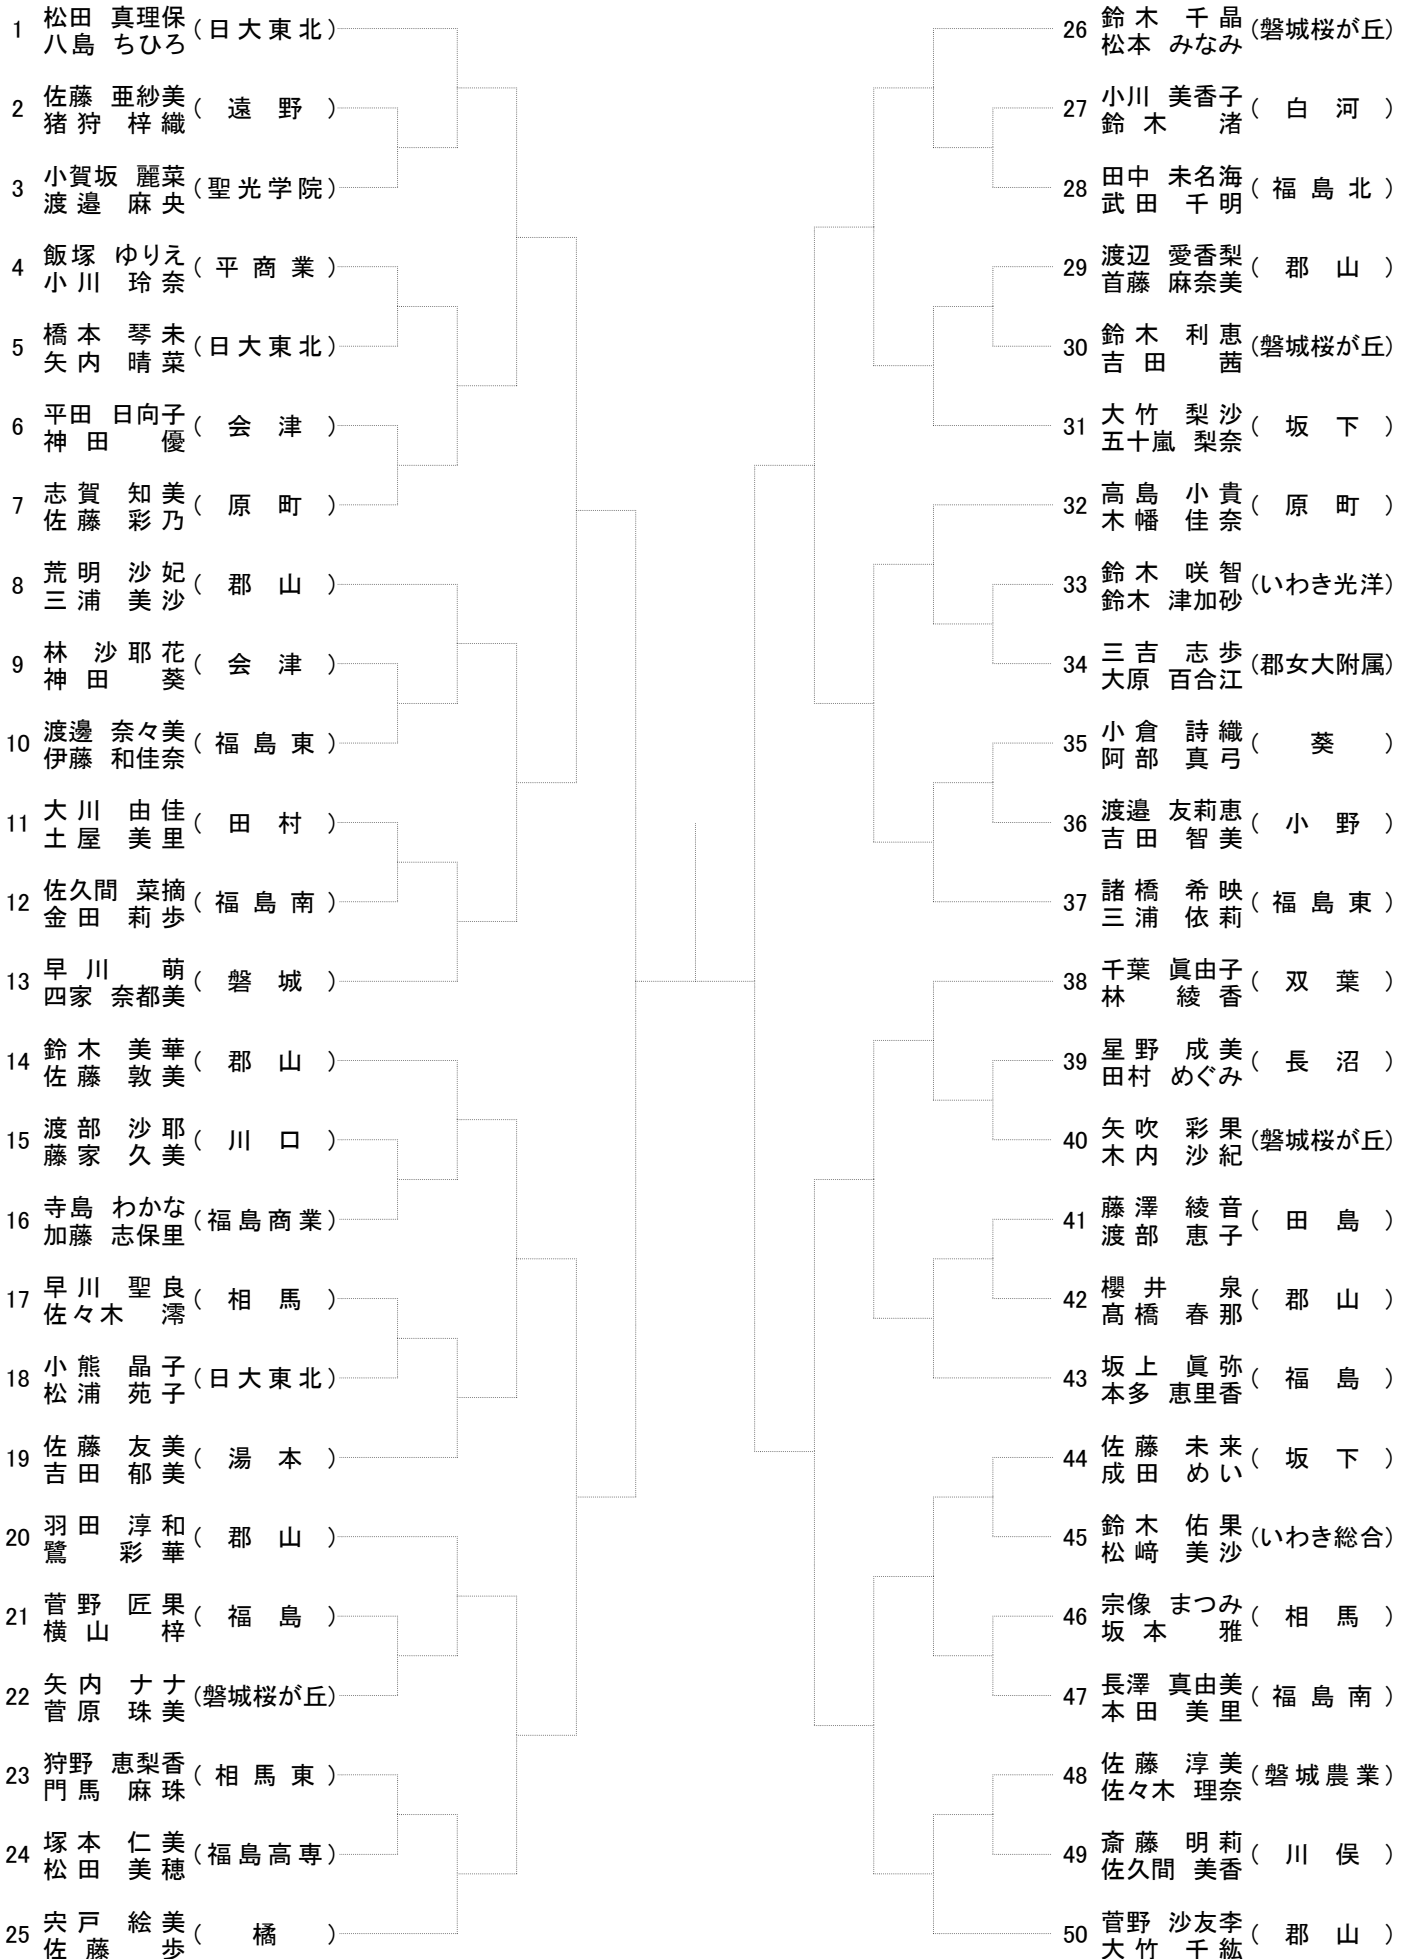 1 松田 真理保 (日大東北)
八島 ちひろ
2 佐藤 亜紗美 (遠野)
猪狩 梓織
3 小賀坂 麗菜 (聖光学院)
渡邉 麻央
4 飯塚 ゆりえ (平商業)
小川 玲奈
5 橋本 琴未 (日大東北)
矢内 晴菜
6 平田 日向子 (会津)
神田 優
7 志賀 知美 (原町)
佐藤 彩乃
8 荒明 沙妃 (郡山)
三浦 美沙
9 林 沙耶花 (会津)
神田 葵
10 渡邊 奈々美 (福島東)
伊藤 和佳奈
11 大川 由佳 (田村)
土屋 美里
12 佐久間 菜摘 (福島南)
金田 莉歩
13 早川 萌 (磐城)
四家 奈都美
14 鈴木 美華 (郡山)
佐藤 敦美
15 渡部 沙耶 (川口)
藤家 久美
16 寺島 わかな (福島商業)
加藤 志保里
17 早川 聖良 (相馬)
佐々木 澪
18 小熊 晶子 (日大東北)
松浦 苑子
19 佐藤 友美 (湯本)
吉田 郁美
20 羽田 淳和 (郡山)
鷺 彩華
21 菅野 匠果 (福島)
横山 梓
22 矢内 ナナ (磐城桜が丘)
菅原 珠美
23 狩野 恵梨香 (相馬東)
門馬 麻珠
24 塚本 仁美 (福島高専)
松田 美穂
25 宍戸 絵美 (橘)
佐藤 歩
26 鈴木 千晶 (磐城桜が丘)
松本 みなみ
27 小川 美香子 (白河)
鈴木 渚
28 田中 未名海 (福島北)
武田 千明
29 渡辺 愛香梨 (郡山)
首藤 麻奈美
30 鈴木 利恵 (磐城桜が丘)
吉田 茜
31 大竹 梨沙 (坂下)
五十嵐 梨奈
32 高島 小貴 (原町)
木幡 佳奈
33 鈴木 咲智 (いわき光洋)
鈴木 津加砂
34 三吉 志歩 (郡女大附属)
大原 百合江
35 小倉 詩織 (葵)
阿部 真弓
36 渡邉 友莉恵 (小野)
吉田 智美
37 諸橋 希映 (福島東)
三浦 依莉
38 千葉 眞由子 (双葉)
林 綾香
39 星野 成美 (長沼)
田村 めぐみ
40 矢吹 彩果 (磐城桜が丘)
木内 沙紀
41 藤澤 綾音 (田島)
渡部 恵子
42 櫻井 泉 (郡山)
髙橋 春那
43 坂上 眞弥 (福島)
本多 恵里香
44 佐藤 未来 (坂下)
成田 めい
45 鈴木 佑果 (いわき総合)
松﨑 美沙
46 宗像 まつみ (相馬)
坂本 雅
47 長澤 真由美 (福島南)
本田 美里
48 佐藤 淳美 (磐城農業)
佐々木 理奈
49 斎藤 明莉 (川俣)
佐久間 美香
50 菅野 沙友李 (郡山)
大竹 千紘